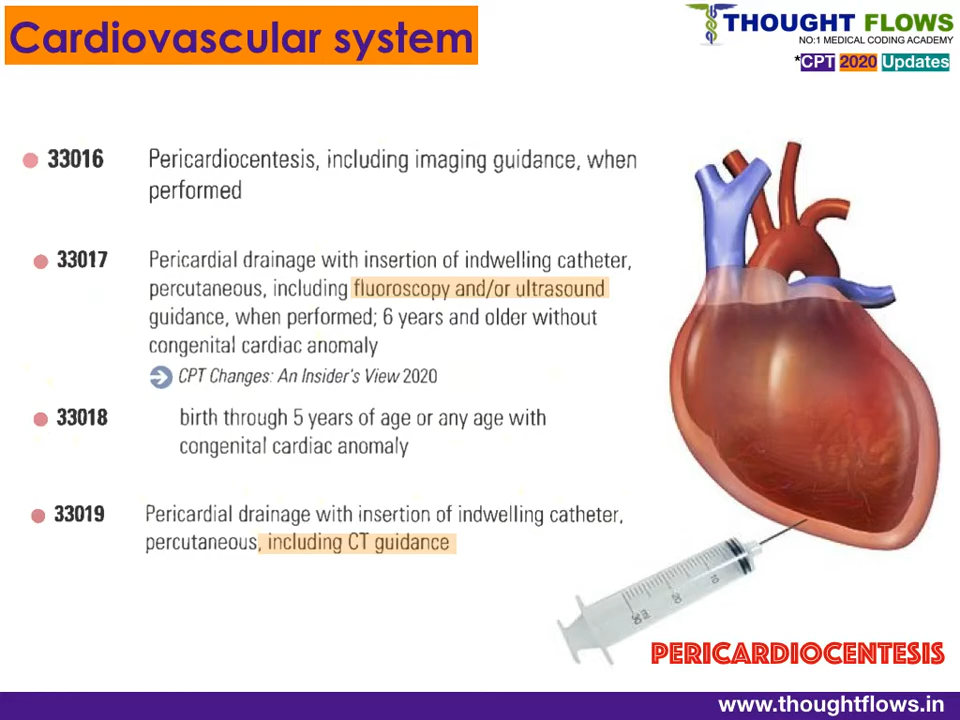 Cardiovascular system
THOUGHT FLOWS
NO:1 MEDICAL CODING ACADEMY
*CPT 2020 Updates
33016 Pericardiocentesis, including imaging guidance, when
performed
33017 Pericardial drainage with insertion of indwelling catheter,
percutaneous, including fluoroscopy and/or ultrasound
guidance, when performed; 6 years and older without
congenital cardiac anomaly
CPT Changes: An Insider's View 2020
33018 birth through 5 years of age or any age with
congenital cardiac anomaly
33019 Pericardial drainage with insertion of indwelling catheter,
percutaneous, including CT guidance
10
20
30
ml
PERICARDIOCENTESIS
www.thoughtflows.in